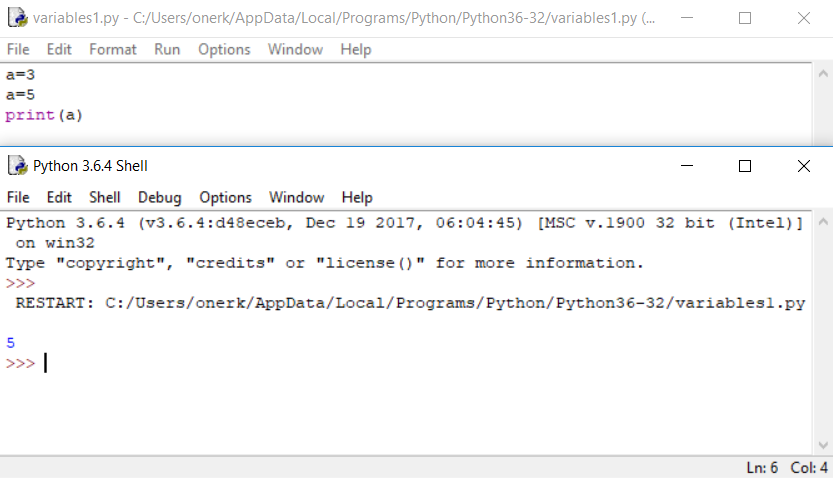 variables1.py - C:/Users/onerk/AppData/Local/Programs/Python/Python36-32/variables1.py (...
File Edit Format Run Options Window Help
a=3
a=5
print(a)
Python 3.6.4 Shell
File Edit Shell Debug Options Window Help
Python 3.6.4 (v3.6.4:d48eceb, Dec 19 2017, 06:04:45) [MSC v.1900 32 bit (Intel)]
on win32
Type "copyright", "credits" or "license()" for more information.
>>>
RESTART: C:/Users/onerk/AppData/Local/Programs/Python/Python36-32/variables1.py
5
>>>
Ln: 6 Col: 4